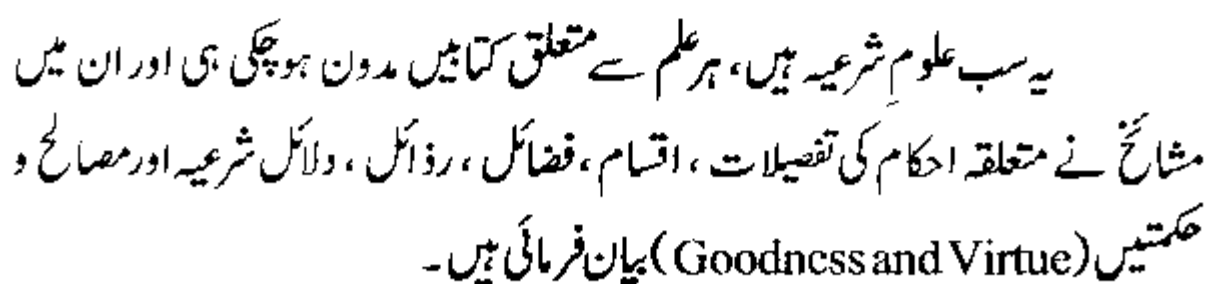 یہ سب علومِ شرعیہ ہیں، ہر علم سے متعلق کتابیں مدون ہوچکی ہی اور ان میں
مشائخ نے متعلقہ احکام کی تفصیلات، اقسام، فضائل، رذائل، دلائل شرعیہ اور مصالح و
حکمتیں (Goodness and Virtue) بیان فرمائی ہیں۔